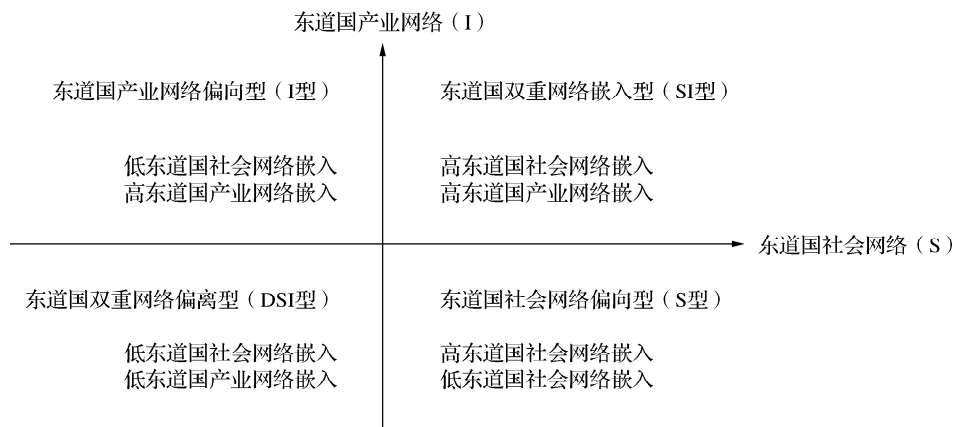 东道国产业网络（I）
东道国产业网络偏向型（I型）
东道国双重网络嵌入型（SI型）
低东道国社会网络嵌入
高东道国产业网络嵌入
高东道国社会网络嵌入
高东道国产业网络嵌入
东道国社会网络（S）
东道国双重网络偏离型（DSI型）
东道国社会网络偏向型（S型）
低东道国社会网络嵌入
低东道国产业网络嵌入
高东道国社会网络嵌入
低东道国社会网络嵌入